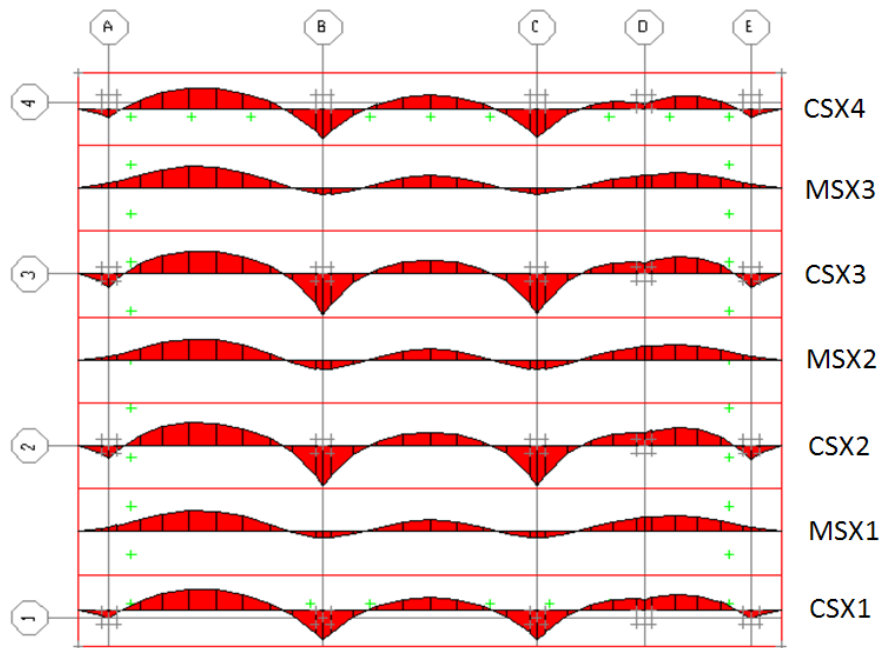 A B C D E
4 CSX4
MSX3
3 CSX3
MSX2
2 CSX2
MSX1
1 CSX1